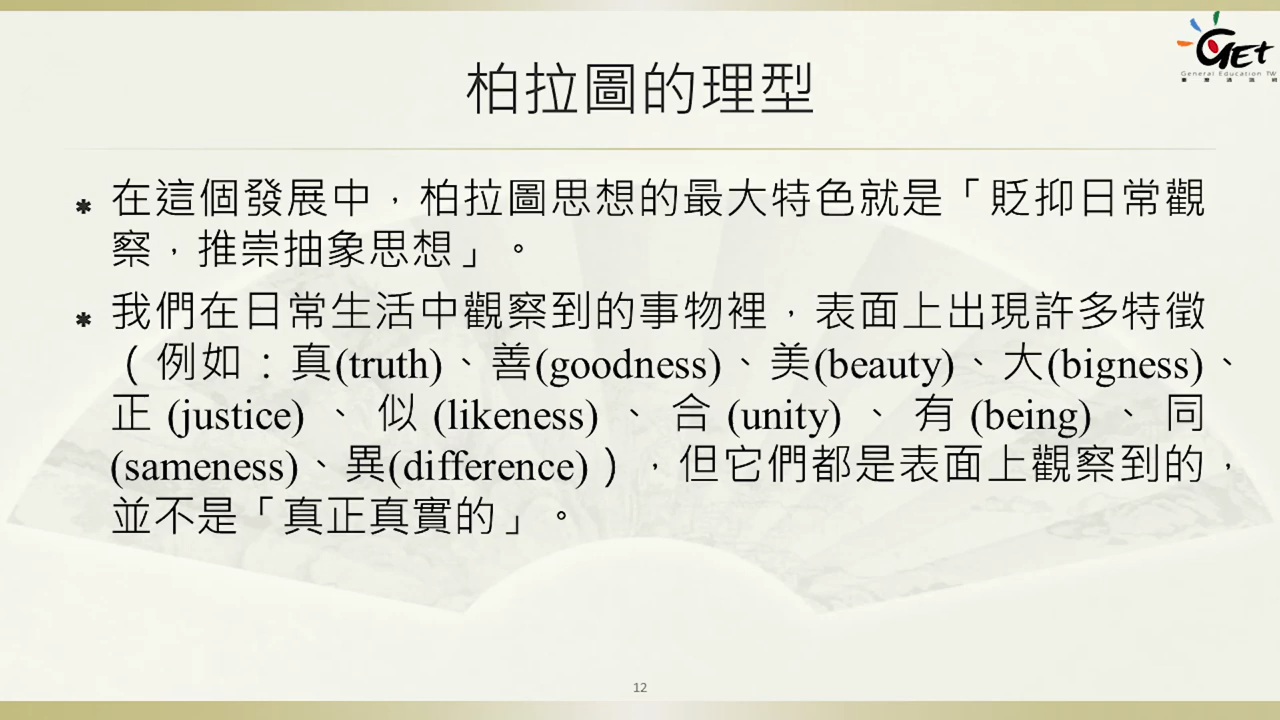 GET
General Education TW
柏拉圖的理型
* 在這個發展中，柏拉圖思想的最大特色就是「貶抑日常觀
察，推崇抽象思想」。
* 我們在日常生活中觀察到的事物裡，表面上出現許多特徵
（例如：真(truth)、善(goodness)、美(beauty)、大(bigness)、
正(justice)、似(likeness)、合(unity)、有(being)、同
(sameness)、異(difference)），但它們都是表面上觀察到的，
並不是「真正真實的」。
12